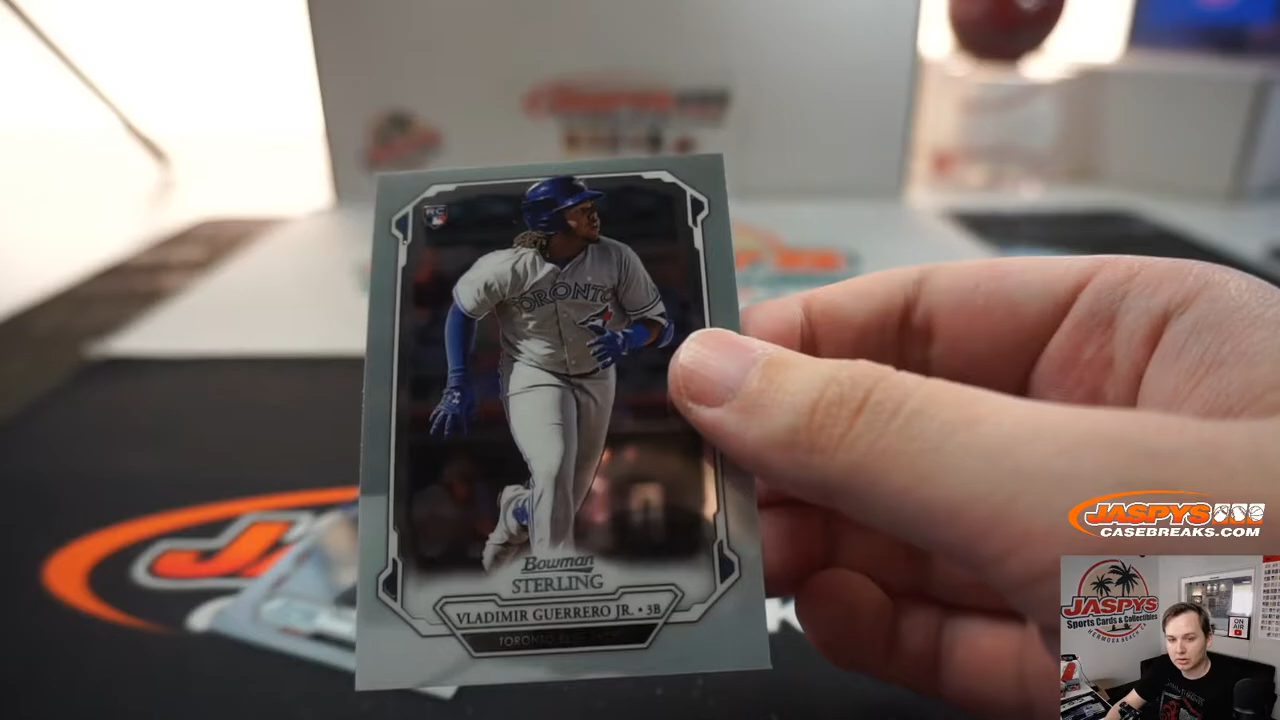 RC
TORONTO
Bowman
STERLING
VLADIMIR GUERRERO JR. • 3B
TORONTO BLUE JAYS
JASPYS
CASEBREAKS.COM
JASPYS
Sports Cards & Collectibles
HERMOSA BEACH, CA
ON
AIR